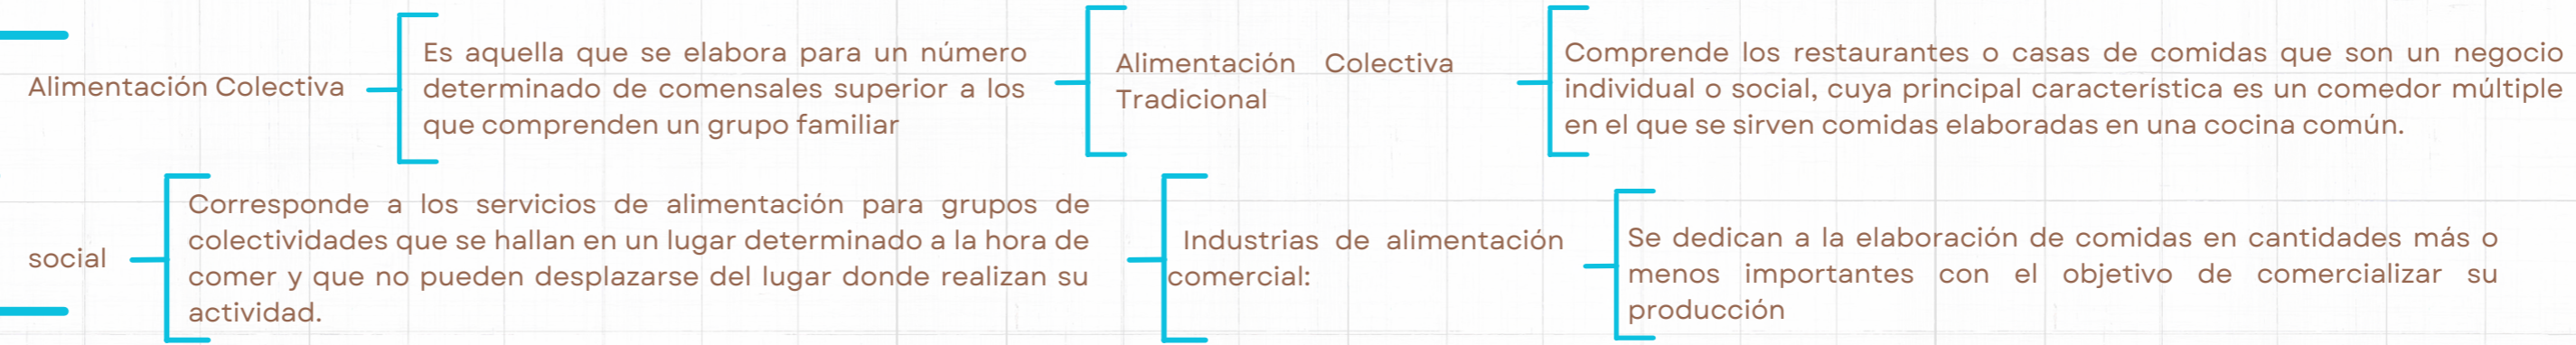 Alimentación Colectiva
Es aquella que se elabora para un número
determinado de comensales superior a los
que comprenden un grupo familiar
Alimentación Colectiva
Tradicional
Comprende los restaurantes o casas de comidas que son un negocio
individual o social, cuya principal característica es un comedor múltiple
en el que se sirven comidas elaboradas en una cocina común.
social
Corresponde a los servicios de alimentación para grupos de
colectividades que se hallan en un lugar determinado a la hora de
comer y que no pueden desplazarse del lugar donde realizan su
actividad.
Industrias de alimentación
comercial:
Se dedican a la elaboración de comidas en cantidades más o
menos importantes con el objetivo de comercializar su
producción